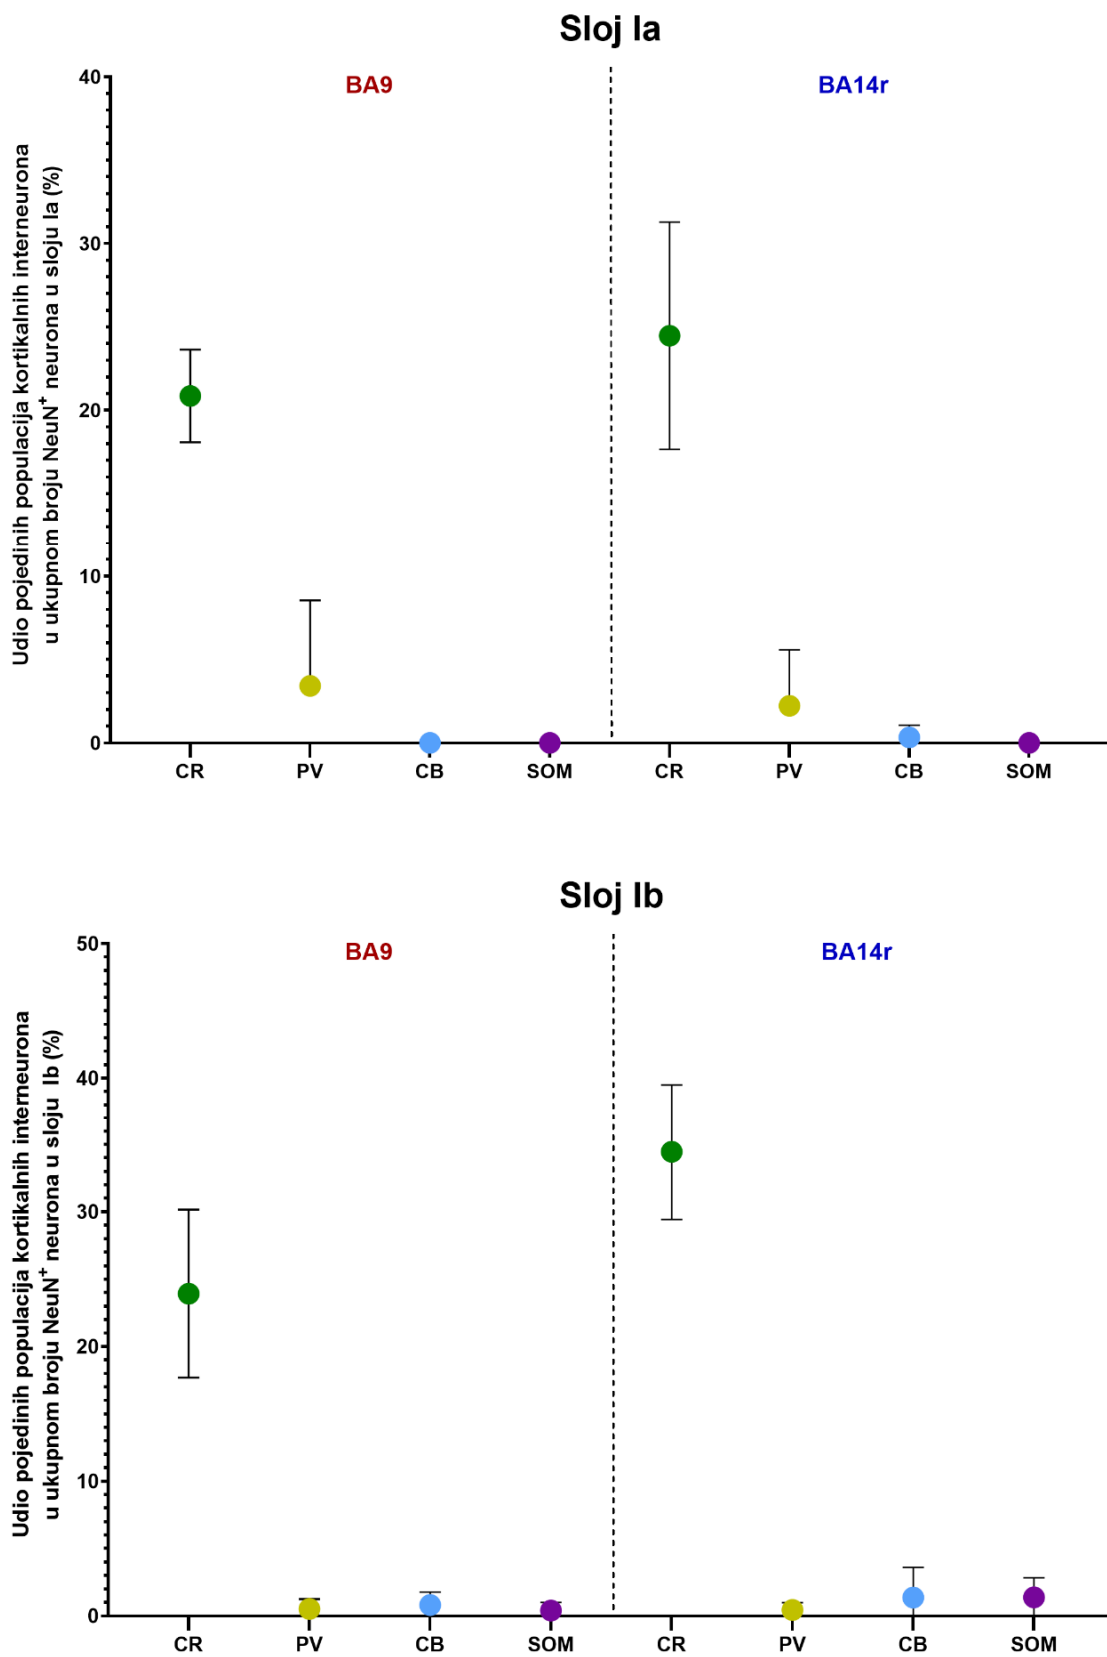 Sloj Ia
BA9
BA14r
Udio pojedinih populacija kortikalnih interneurona
u ukupnom broju NeuN⁺ neurona u sloju Ia (%)
40
30
20
10
0
CR PV CB SOM CR PV CB SOM
Sloj Ib
BA9
BA14r
Udio pojedinih populacija kortikalnih interneurona
u ukupnom broju NeuN⁺ neurona u sloju Ib (%)
50
40
30
20
10
0
CR PV CB SOM CR PV CB SOM